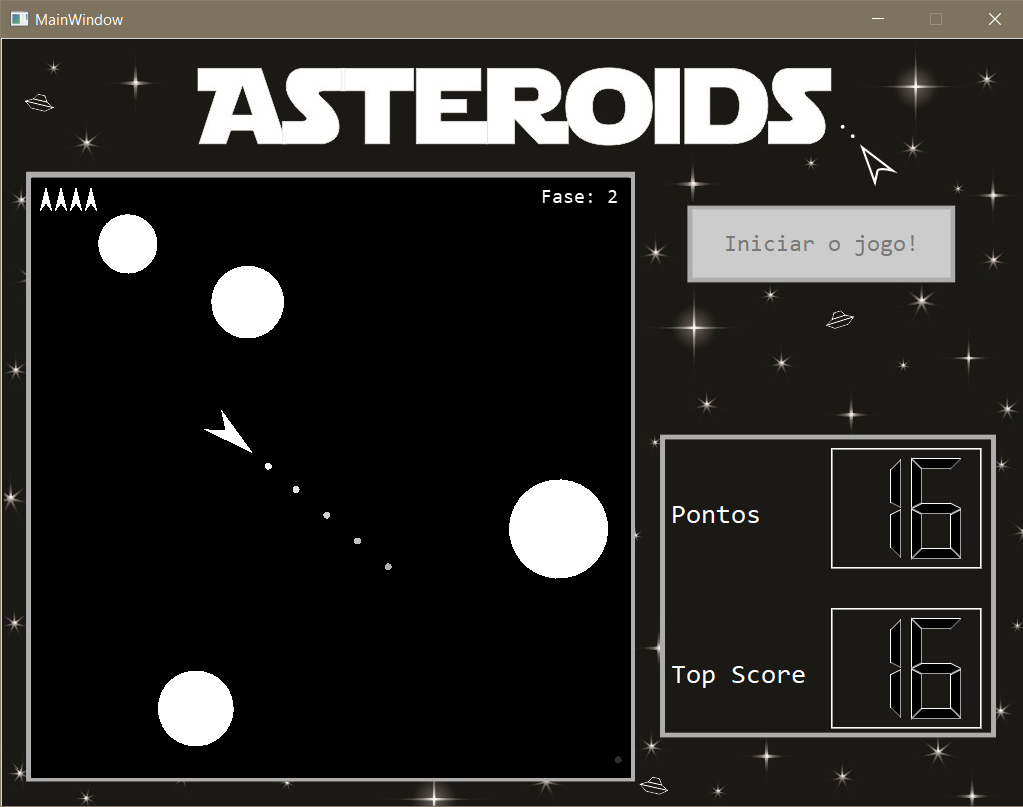 MainWindow
ASTEROIDS
Fase: 2
Iniciar o jogo!
Pontos
16
Top Score
16